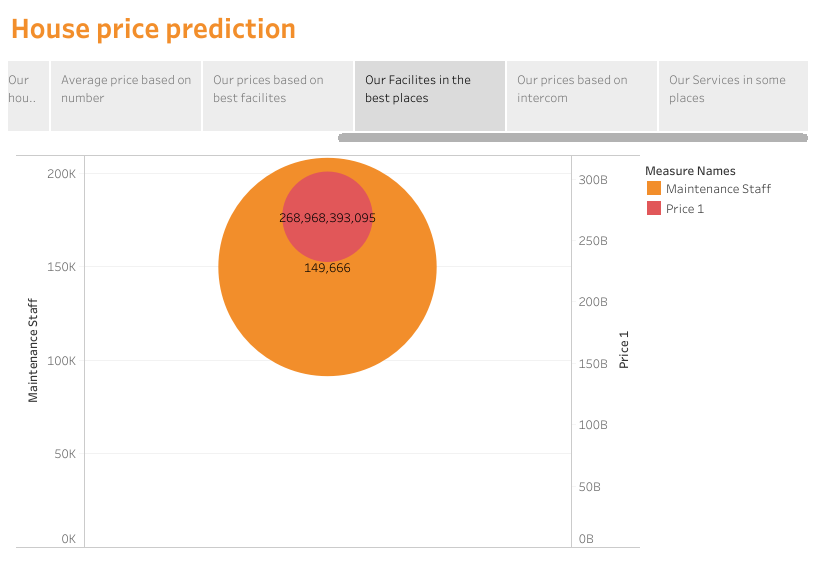 House price prediction
Our
hou..
Average price based on
number
Our prices based on
best facilites
Our Facilites in the
best places
Our prices based on
intercom
Our Services in some
places
Measure Names
Maintenance Staff
Price 1
200K
150K
100K
50K
0K
Maintenance Staff
268,968,393,095
149,666
300B
250B
200B
150B
100B
50B
0B
Price 1